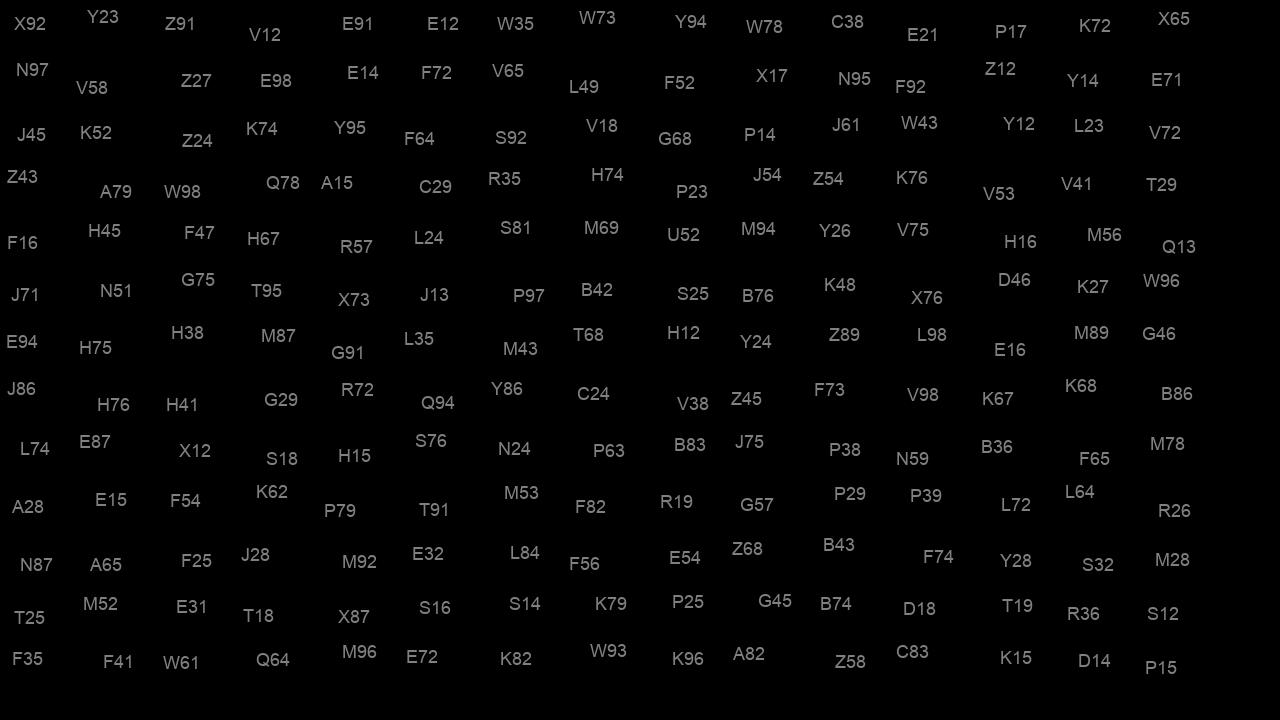 X92 Y23 Z91 V12 E91 E12 W35 W73 Y94 W78 C38 E21 P17 K72 X65
N97 V58 Z27 E98 E14 F72 V65 L49 F52 X17 N95 F92 Z12 Y14 E71
J45 K52 Z24 K74 Y95 F64 S92 V18 G68 P14 J61 W43 Y12 L23 V72
Z43 A79 W98 Q78 A15 C29 R35 H74 P23 J54 Z54 K76 V53 V41 T29
F16 H45 F47 H67 R57 L24 S81 M69 U52 M94 Y26 V75 H16 M56 Q13
J71 N51 G75 T95 X73 J13 P97 B42 S25 B76 K48 X76 D46 K27 W96
E94 H75 H38 M87 G91 L35 M43 T68 H12 Y24 Z89 L98 E16 M89 G46
J86 H76 H41 G29 R72 Q94 Y86 C24 V38 Z45 F73 V98 K67 K68 B86
L74 E87 X12 S18 H15 S76 N24 P63 B83 J75 P38 N59 B36 F65 M78
A28 E15 F54 K62 P79 T91 M53 F82 R19 G57 P29 P39 L72 L64 R26
N87 A65 F25 J28 M92 E32 L84 F56 E54 Z68 B43 F74 Y28 S32 M28
T25 M52 E31 T18 X87 S16 S14 K79 P25 G45 B74 D18 T19 R36 S12
F35 F41 W61 Q64 M96 E72 K82 W93 K96 A82 Z58 C83 K15 D14 P15